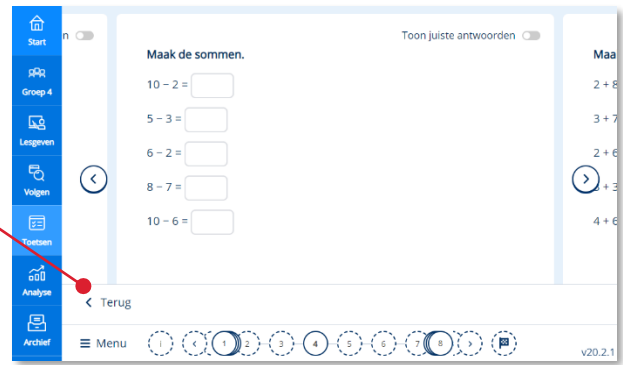 Start
Groep 4
Lesgeven
Volgen
Toetsen
Analyse
Archief
n
Toon juiste antwoorden
Maak de sommen.
10 − 2 =
5 − 3 =
6 − 2 =
8 − 7 =
10 − 6 =
Maa
2 + 8
3 + 7
2 + 6
+ 3
4 + 6
Terug
Menu
i 1 2 3 4 5 6 7 8
v20.2.1